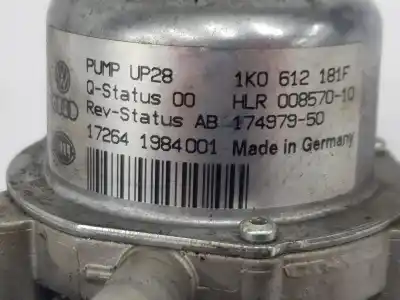 PUMP UP28 1K0 612 181F
Q-Status 00 HLR 008570-10
Rev-Status AB 174979-50
17264 1984001 Made in Germany